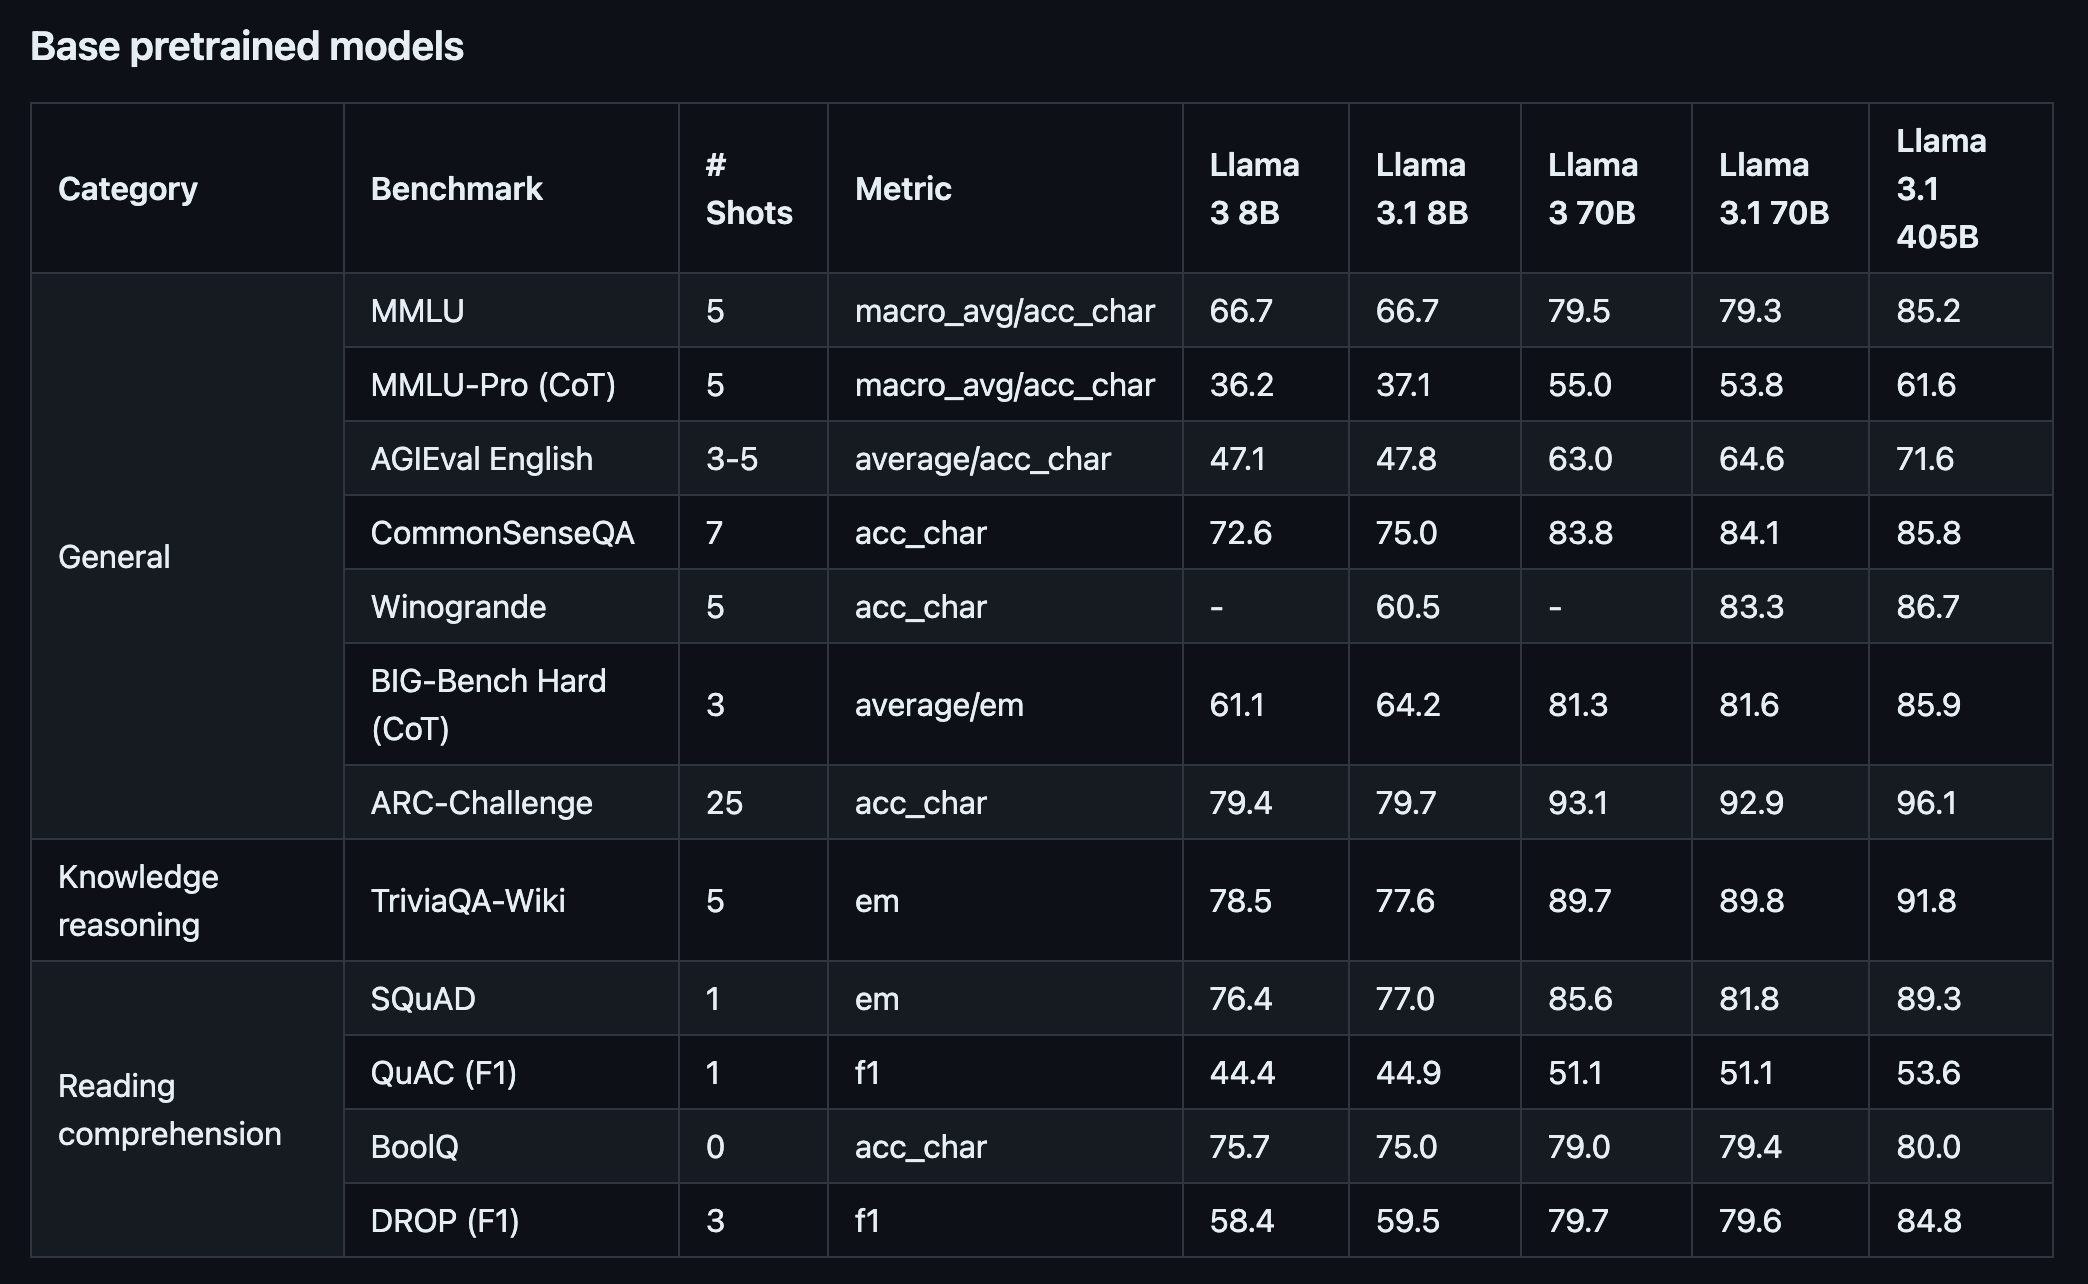 Base pretrained models
Category Benchmark # Shots Metric Llama 3 8B Llama 3.1 8B Llama 3 70B Llama 3.1 70B Llama 3.1 405B
General MMLU 5 macro_avg/acc_char 66.7 66.7 79.5 79.3 85.2
MMLU-Pro (CoT) 5 macro_avg/acc_char 36.2 37.1 55.0 53.8 61.6
AGIEval English 3-5 average/acc_char 47.1 47.8 63.0 64.6 71.6
CommonSenseQA 7 acc_char 72.6 75.0 83.8 84.1 85.8
Winogrande 5 acc_char - 60.5 - 83.3 86.7
BIG-Bench Hard (CoT) 3 average/em 61.1 64.2 81.3 81.6 85.9
ARC-Challenge 25 acc_char 79.4 79.7 93.1 92.9 96.1
Knowledge reasoning TriviaQA-Wiki 5 em 78.5 77.6 89.7 89.8 91.8
Reading comprehension SQuAD 1 em 76.4 77.0 85.6 81.8 89.3
QuAC (F1) 1 f1 44.4 44.9 51.1 51.1 53.6
BoolQ 0 acc_char 75.7 75.0 79.0 79.4 80.0
DROP (F1) 3 f1 58.4 59.5 79.7 79.6 84.8